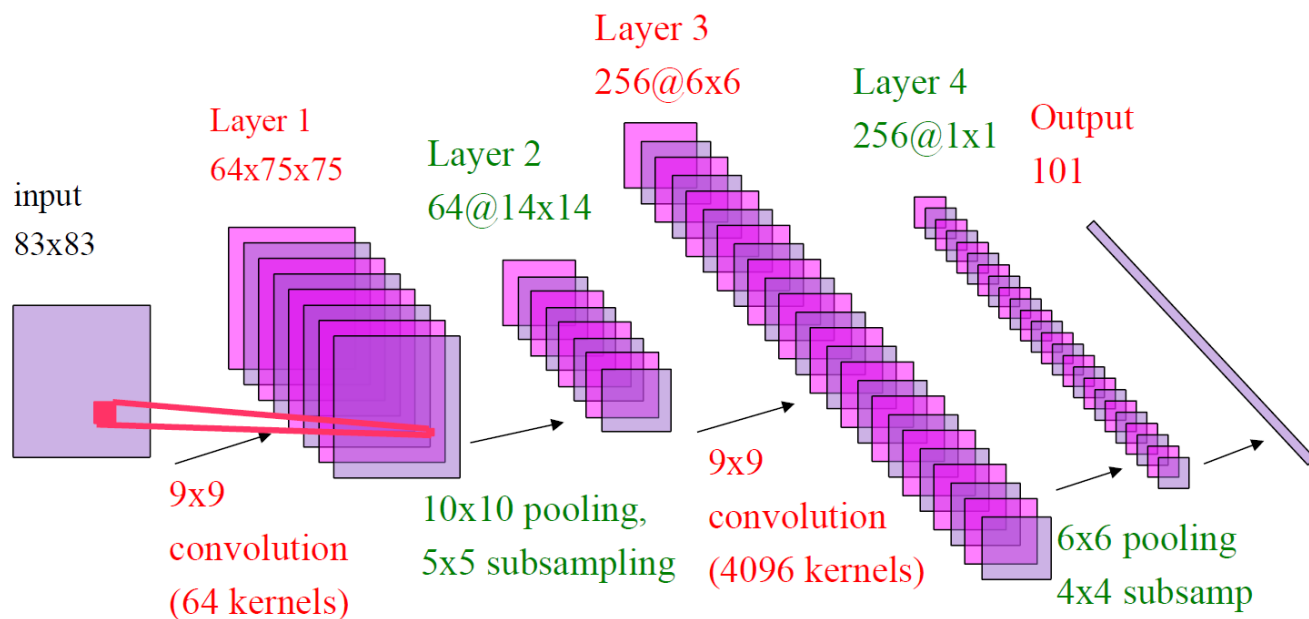 input
83x83
Layer 1
64x75x75
Layer 2
64@14x14
Layer 3
256@6x6
Layer 4
256@1x1
Output
101
9x9
convolution
(64 kernels)
10x10 pooling,
5x5 subsampling
9x9
convolution
(4096 kernels)
6x6 pooling
4x4 subsamp